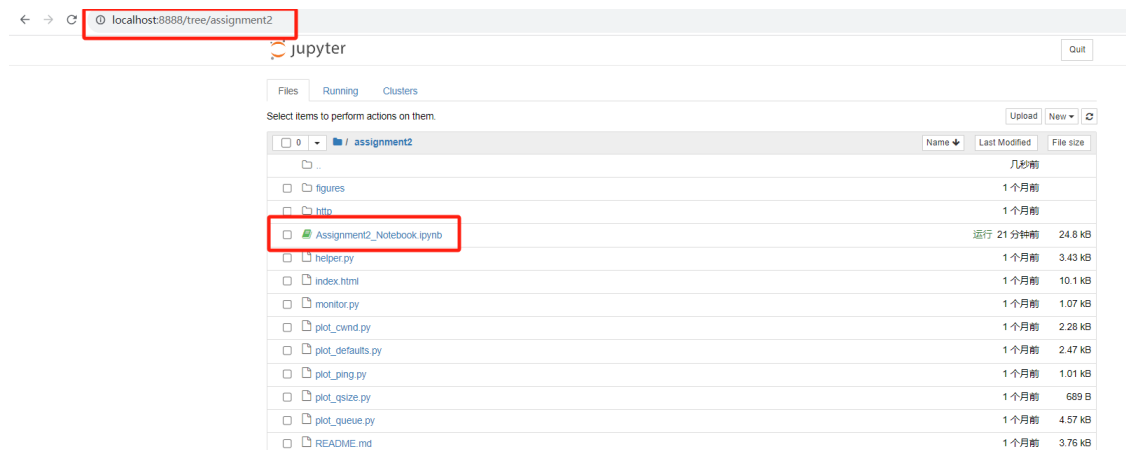 localhost:8888/tree/assignment2
jupyter
Quit
Files Running Clusters
Select items to perform actions on them.
Upload New
0 / assignment2 Name Last Modified File size
.. 几秒前
figures 1 个月前
http 1 个月前
Assignment2_Notebook.ipynb 运行 21 分钟前 24.8 kB
helper.py 1 个月前 3.43 kB
index.html 1 个月前 10.1 kB
monitor.py 1 个月前 1.07 kB
plot_cwnd.py 1 个月前 2.28 kB
plot_defaults.py 1 个月前 2.47 kB
plot_ping.py 1 个月前 1.01 kB
plot_qsize.py 1 个月前 689 B
plot_queue.py 1 个月前 4.57 kB
README.md 1 个月前 3.76 kB